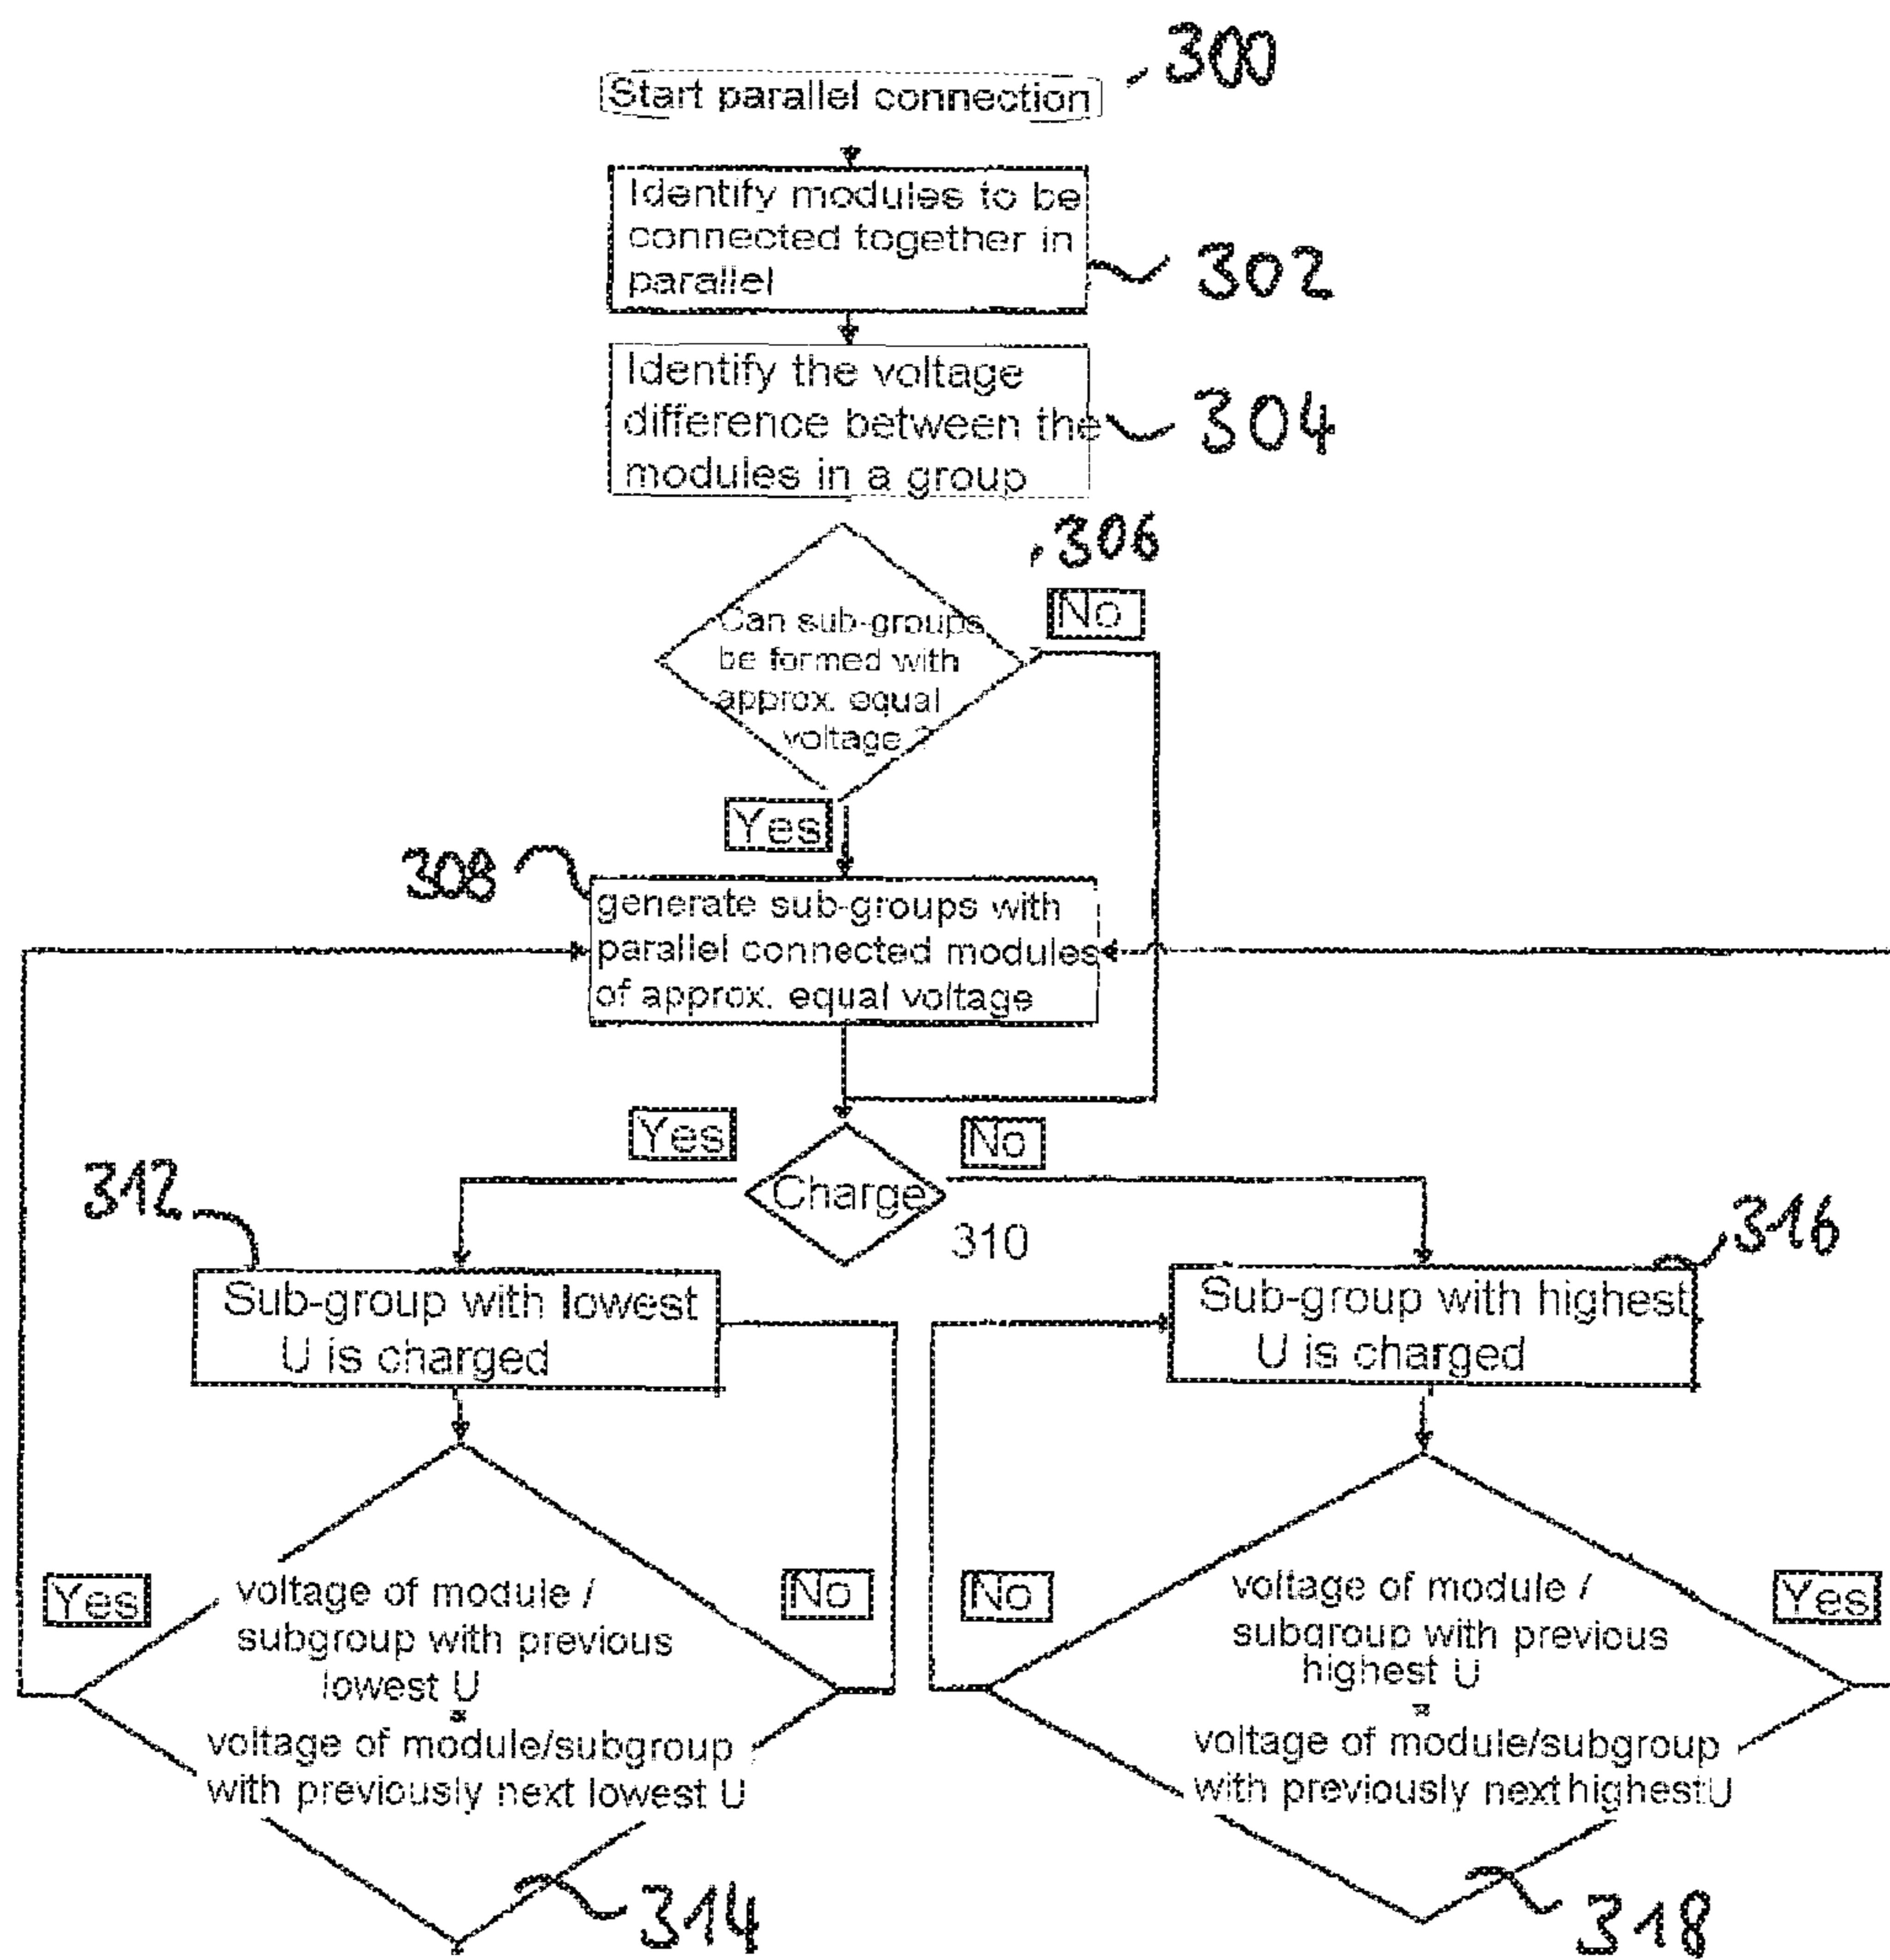 300
Start parallel connection
Identify modules to be
connected together in
parallel
302
Identify the voltage
difference between the
modules in a group
304
306
Can sub-groups
be formed with
approx. equal
voltage ?
No
Yes
308
generate sub-groups with
parallel connected modules
of approx. equal voltage
Yes
No
Charge
310
312
Sub-group with lowest
U is charged
316
Sub-group with highest
U is charged
Yes
voltage of module /
subgroup with previous
lowest U
voltage of module/subgroup
with previously next lowest U
No
314
No
voltage of module /
subgroup with previous
highest U
voltage of module/subgroup
with previously next highest U
Yes
318